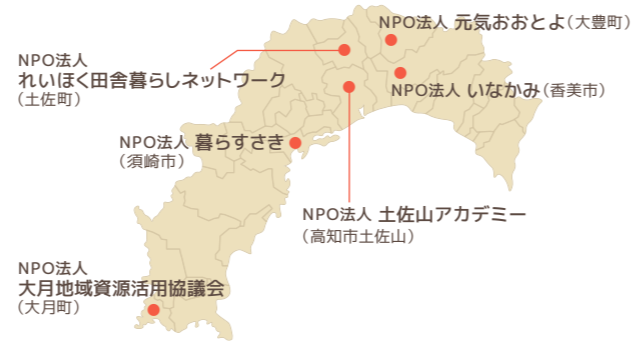 NPO法人 元気おおとよ(大豊町)
NPO法人
れいほく田舎暮らしネットワーク
(土佐町)
NPO法人 いなかみ(香美市)
NPO法人 暮らすさき
(須崎市)
NPO法人 土佐山アカデミー
(高知市土佐山)
NPO法人
大月地域資源活用協議会
(大月町)